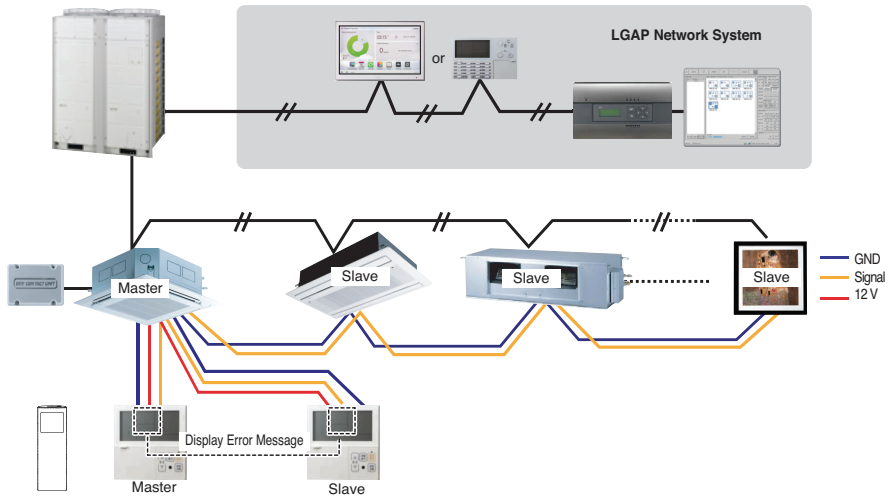 LGAP Network System
or
Master
Slave
Slave
Slave
GND
Signal
12 V
Display Error Message
Master
Slave